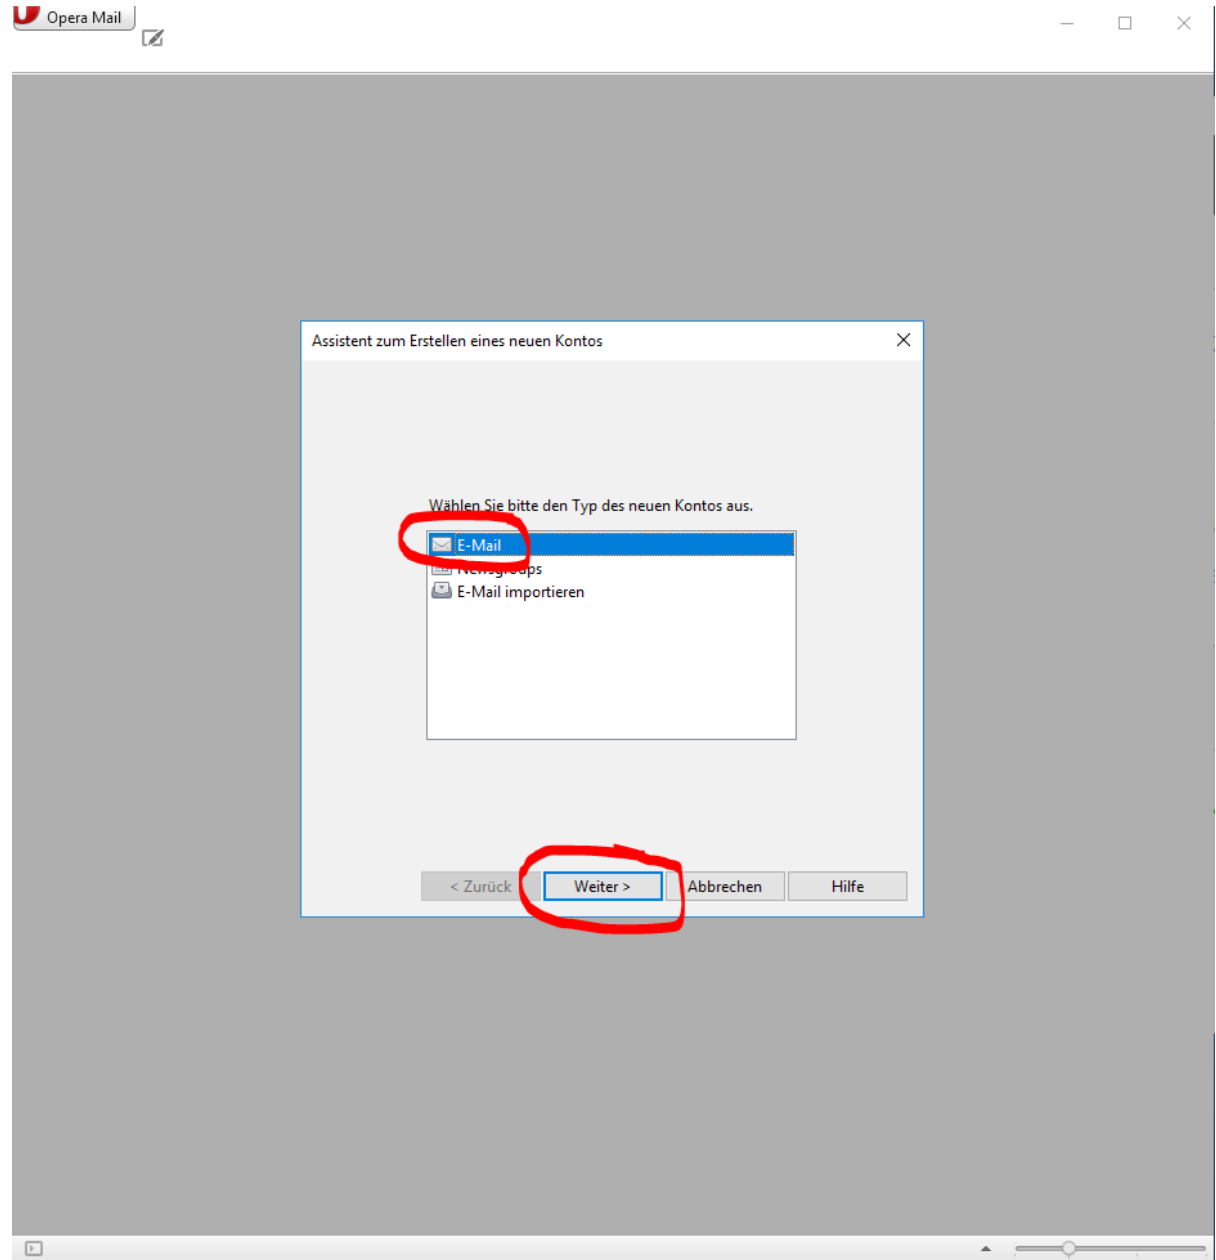 Opera Mail
Assistent zum Erstellen eines neuen Kontos
Wählen Sie bitte den Typ des neuen Kontos aus.
E-Mail
Newsgroups
E-Mail importieren
< Zurück
Weiter >
Abbrechen
Hilfe